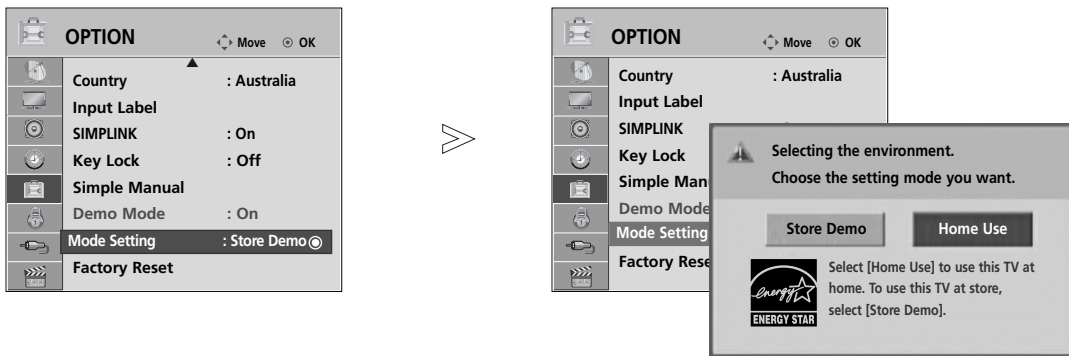 OPTION
Move OK
Country : Australia
Input Label
SIMPLINK : On
Key Lock : Off
Simple Manual
Demo Mode : On
Mode Setting : Store Demo
Factory Reset
OPTION
Move OK
Country : Australia
Input Label
SIMPLINK
Key Lock
Simple Man
Demo Mode
Mode Setting
Factory Rese
Selecting the environment.
Choose the setting mode you want.
Store Demo Home Use
energy
ENERGY STAR
Select [Home Use] to use this TV at
home. To use this TV at store,
select [Store Demo].